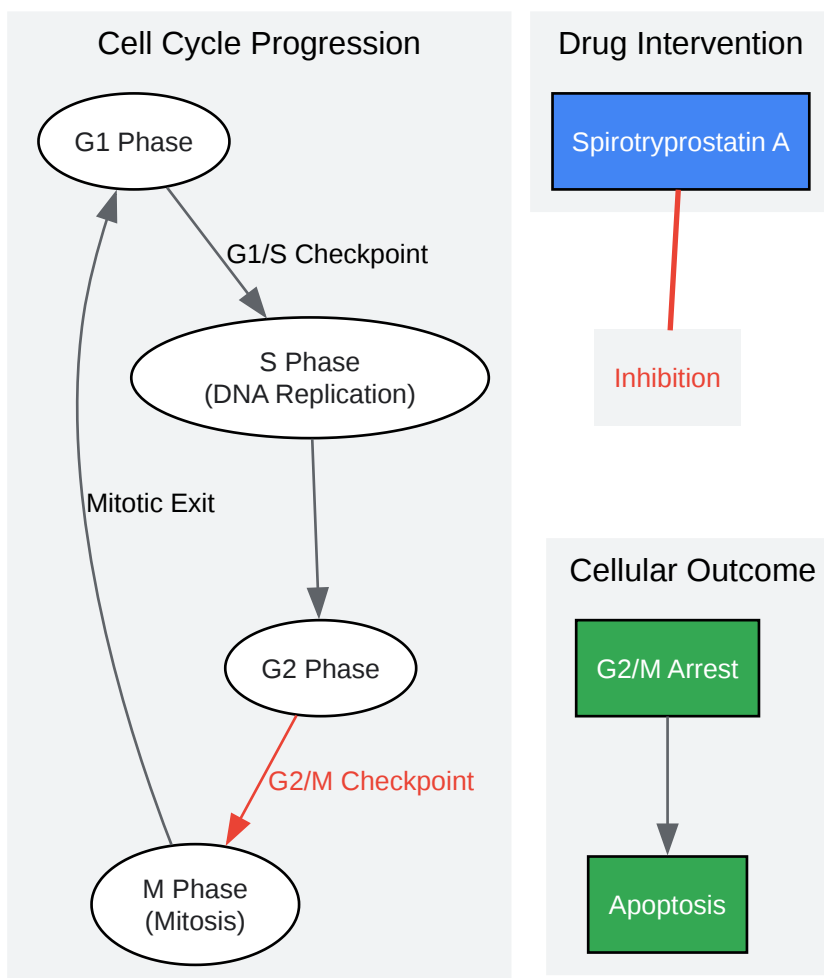 Cell Cycle Progression
G1 Phase
G1/S Checkpoint
S Phase
(DNA Replication)
Mitotic Exit
G2 Phase
G2/M Checkpoint
M Phase
(Mitosis)
Drug Intervention
Spirotryprostatin A
Inhibition
Cellular Outcome
G2/M Arrest
Apoptosis